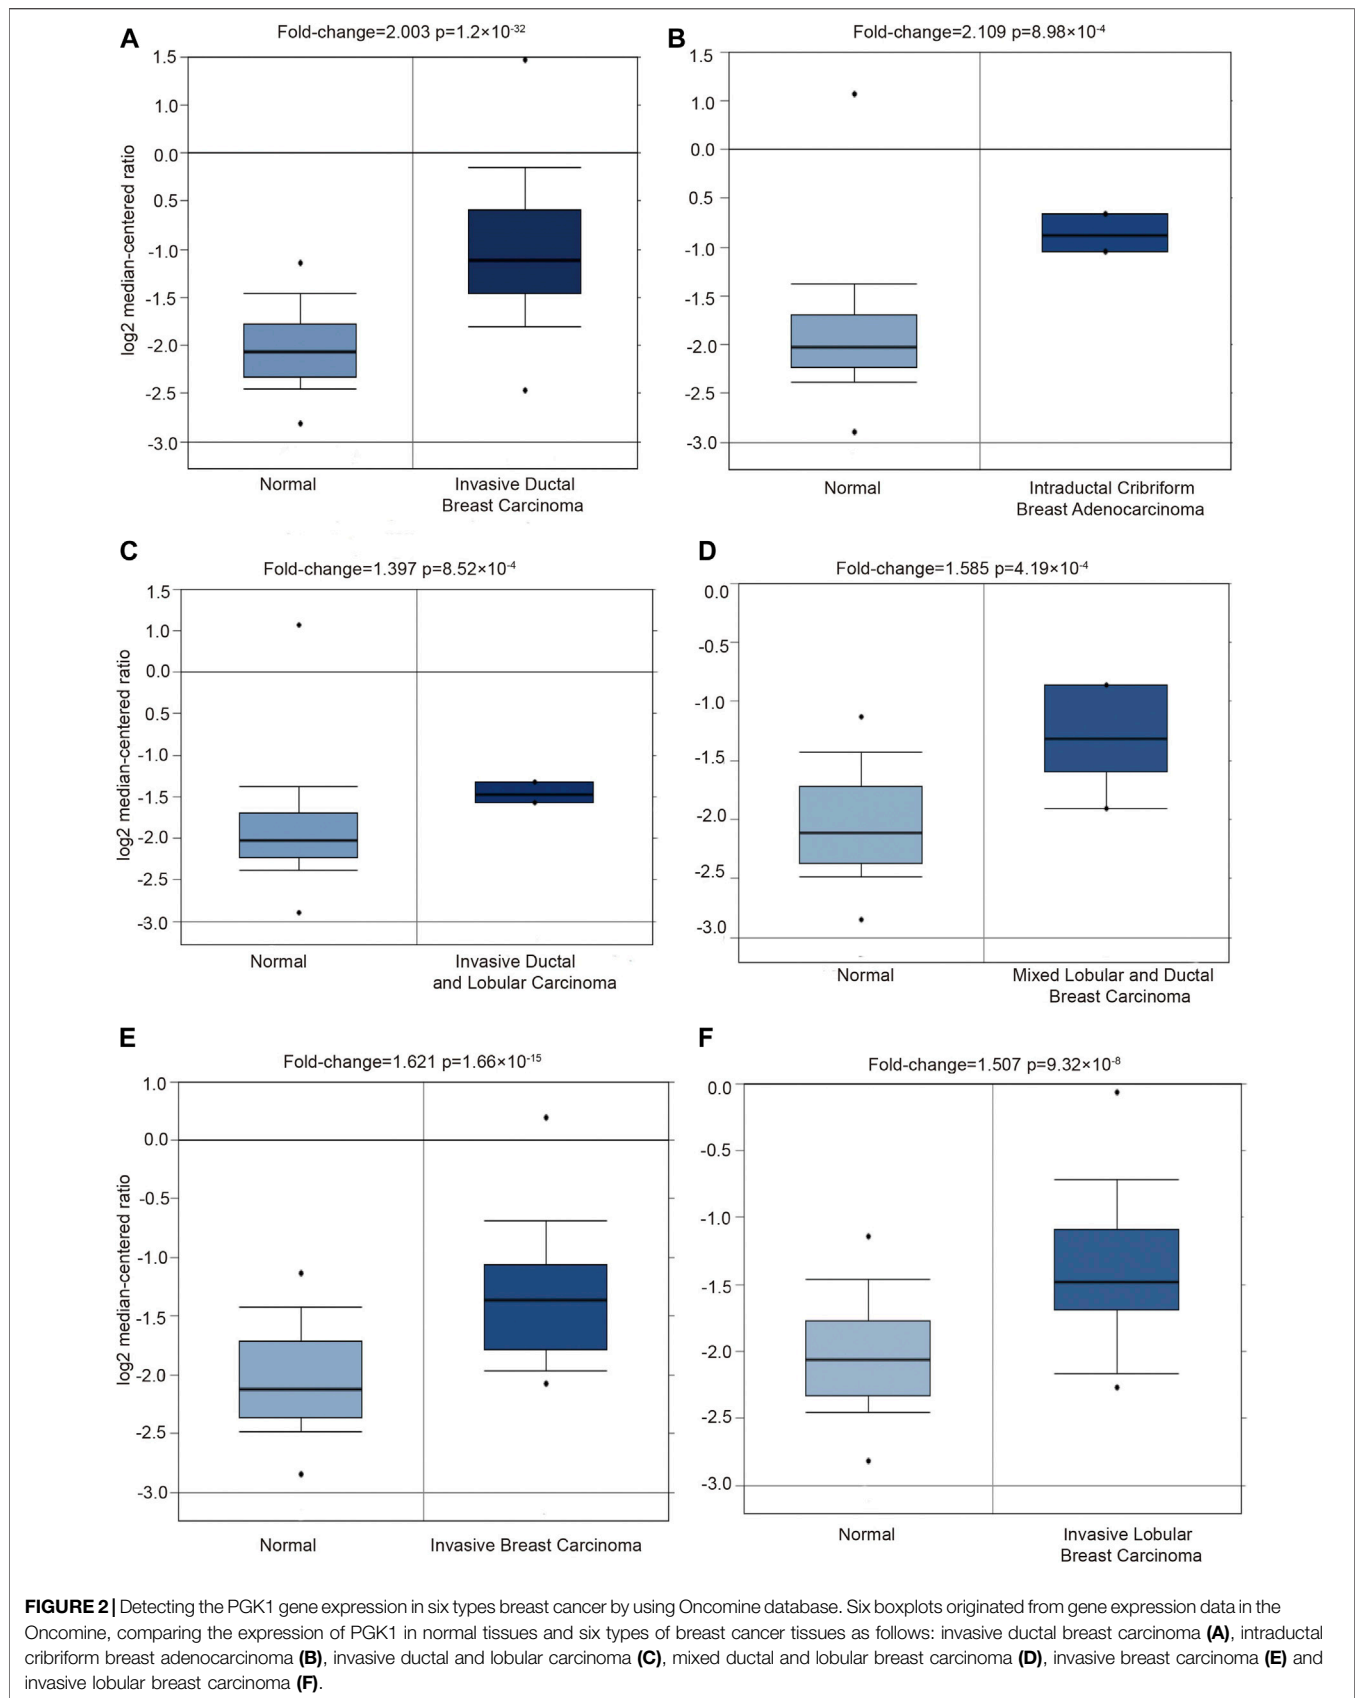 A
Fold-change=2.003 p=1.2×10-32
1.5
1.0
0.0
0.5
-1.0
-1.5
-2.0
-2.5
-3.0
log2 median-centered ratio
Normal
Invasive Ductal
Breast Carcinoma
B
Fold-change=2.109 p=8.98×10-4
1.5
1.0
0.0
0.5
-1.0
-1.5
-2.0
-2.5
-3.0
Normal
Intraductal Cribriform
Breast Adenocarcinoma
C
Fold-change=1.397 p=8.52×10-4
1.5
1.0
0.0
0.5
-1.0
-1.5
-2.0
-2.5
-3.0
log2 median-centered ratio
Normal
Invasive Ductal
and Lobular Carcinoma
D
Fold-change=1.585 p=4.19×10-4
0.0
-0.5
-1.0
-1.5
-2.0
-2.5
-3.0
Normal
Mixed Lobular and Ductal
Breast Carcinoma
E
Fold-change=1.621 p=1.66×10-15
1.0
0.0
-0.5
-1.0
-1.5
-2.0
-2.5
-3.0
log2 median-centered ratio
Normal
Invasive Breast Carcinoma
F
Fold-change=1.507 p=9.32×10-8
0.0
-0.5
-1.0
-1.5
-2.0
-2.5
-3.0
Normal
Invasive Lobular
Breast Carcinoma
FIGURE 2 | Detecting the PGK1 gene expression in six types breast cancer by using Oncomine database. Six boxplots originated from gene expression data in the
Oncomine, comparing the expression of PGK1 in normal tissues and six types of breast cancer tissues as follows: invasive ductal breast carcinoma (A), intraductal
cribriform breast adenocarcinoma (B), invasive ductal and lobular carcinoma (C), mixed ductal and lobular breast carcinoma (D), invasive breast carcinoma (E) and
invasive lobular breast carcinoma (F).